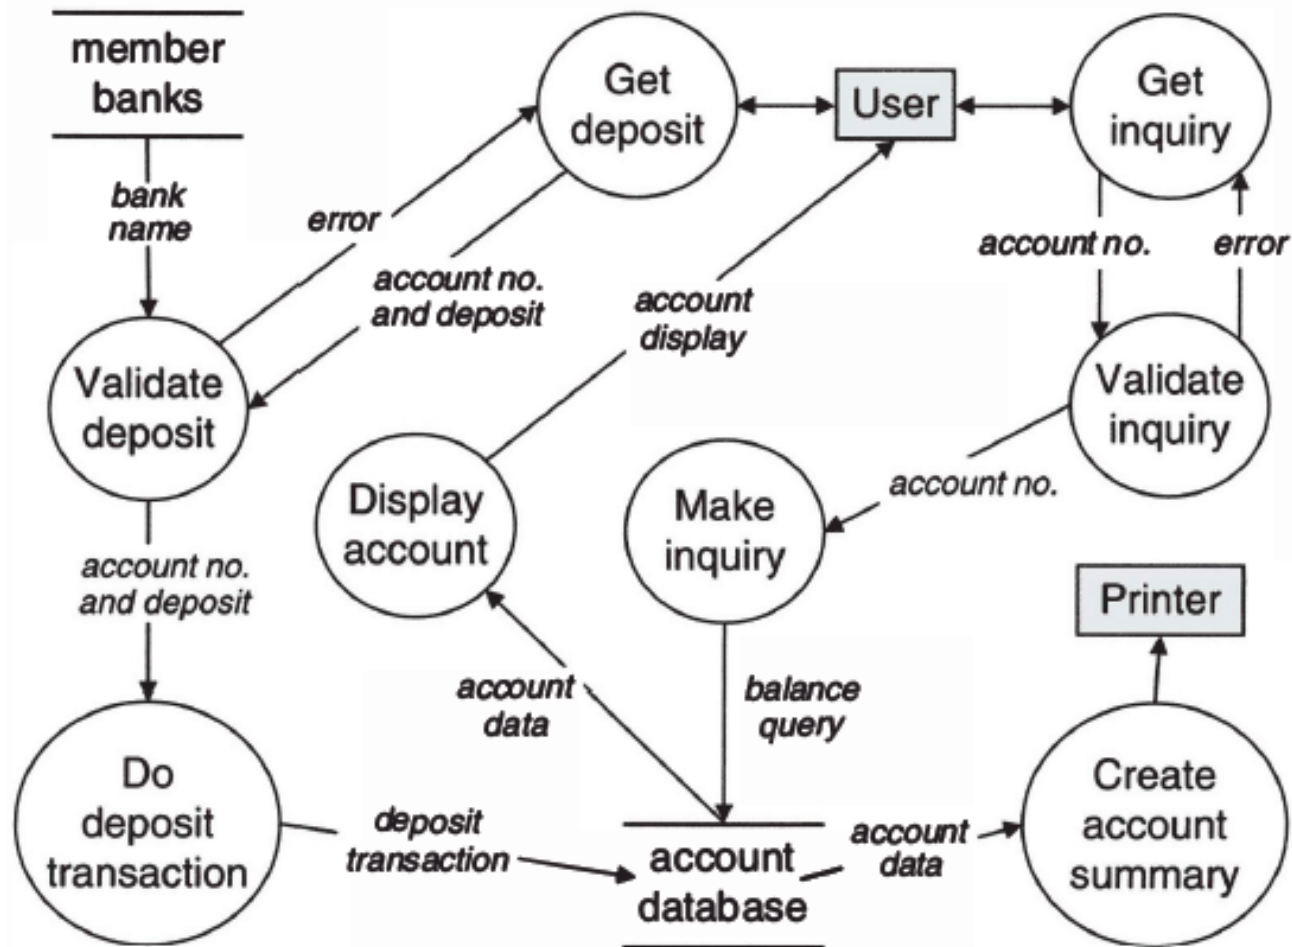 member
banks
Get
deposit
User
Get
inquiry
bank
name
error
account no.
and deposit
account
display
account no.
error
Validate
deposit
Validate
inquiry
Display
account
Make
inquiry
account no.
account no.
and deposit
Printer
account
data
balance
query
Do
deposit
transaction
deposit
transaction
account
database
account
data
Create
account
summary